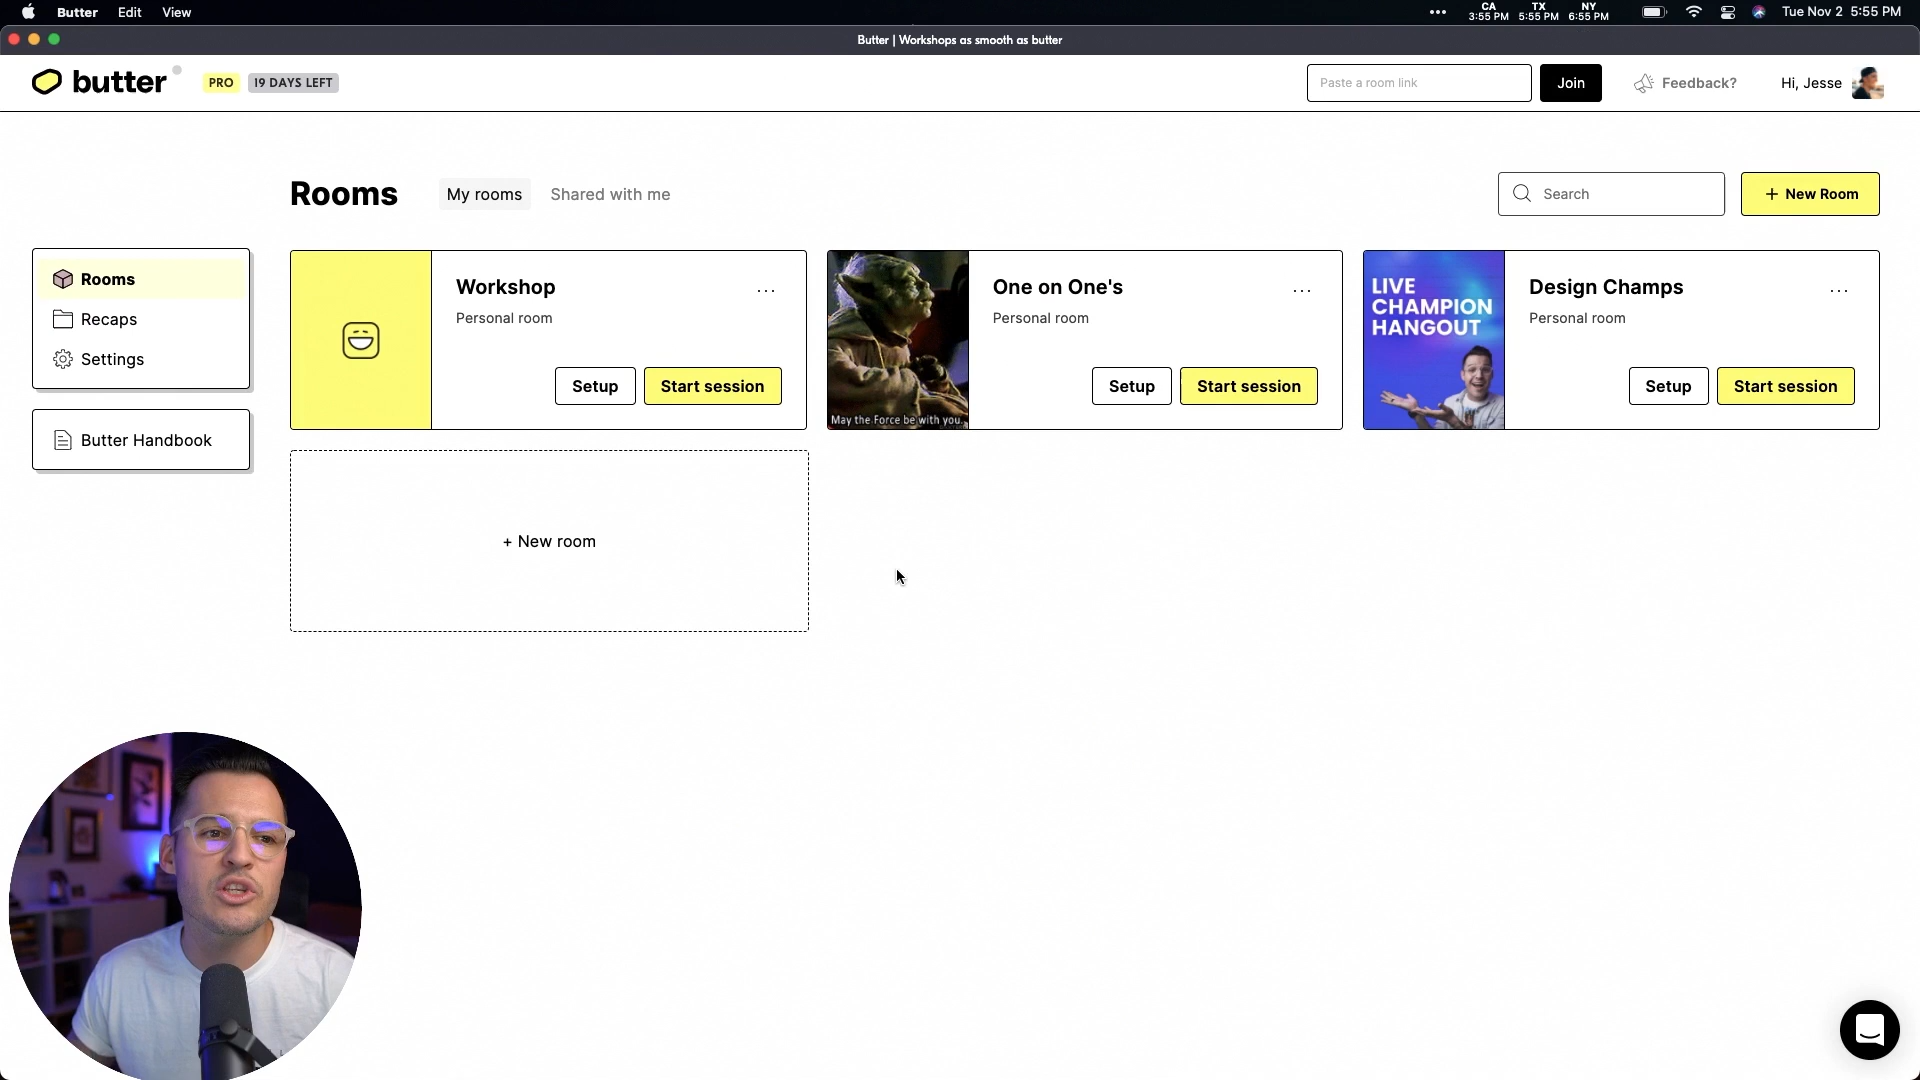 Butter Edit View
••• CA TX NY
3:55 PM 5:55 PM 6:55 PM
Tue Nov 2 5:55 PM
Butter | Workshops as smooth as butter
butter PRO 19 DAYS LEFT
Paste a room link Join Feedback? Hi, Jesse
Rooms My rooms Shared with me Search + New Room
Rooms
Recaps
Settings
Butter Handbook
Workshop ...
Personal room
Setup Start session
May the Force be with you.
One on One's ...
Personal room
Setup Start session
LIVE
CHAMPION
HANGOUT
Design Champs ...
Personal room
Setup Start session
+ New room